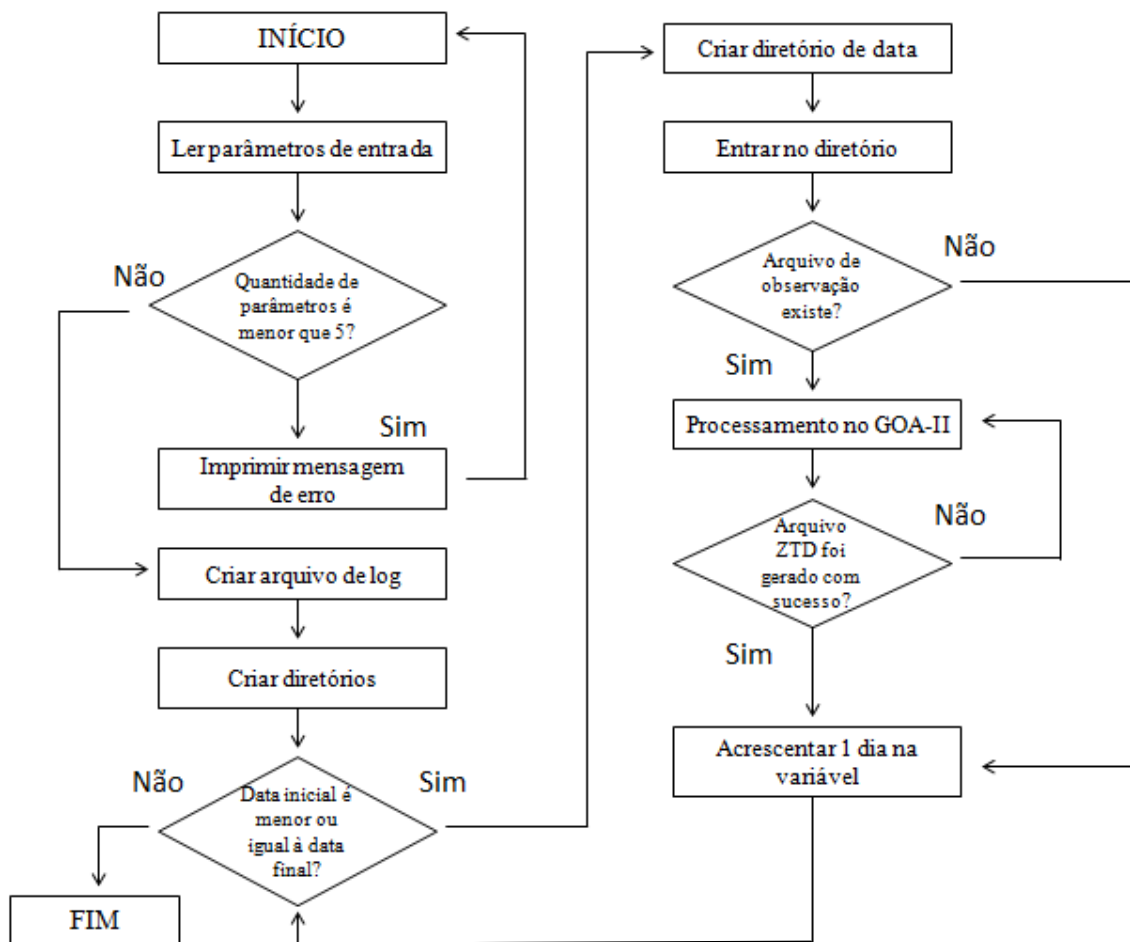 INÍCIO
Ler parâmetros de entrada
Não
Quantidade de
parâmetros é
menor que 5?
Sim
Imprimir mensagem
de erro
Criar arquivo de log
Criar diretórios
Não
Sim
Data inicial é
menor ou
igual à data
final?
FIM
Criar diretório de data
Entrar no diretório
Não
Arquivo de
observação
existe?
Sim
Processamento no GOA-II
Não
Arquivo
ZTD foi
gerado com
sucesso?
Sim
Acrescentar 1 dia na
variável